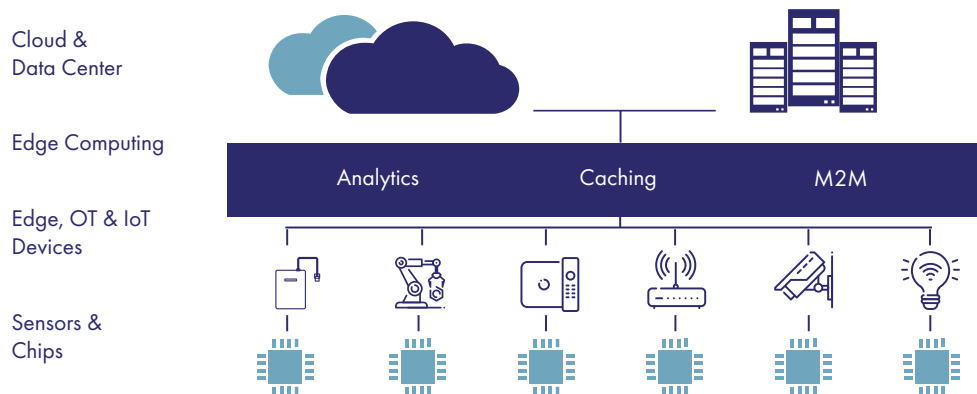 Cloud &
Data Center
Edge Computing
Analytics
Caching
M2M
Edge, OT & IoT
Devices
Sensors &
Chips